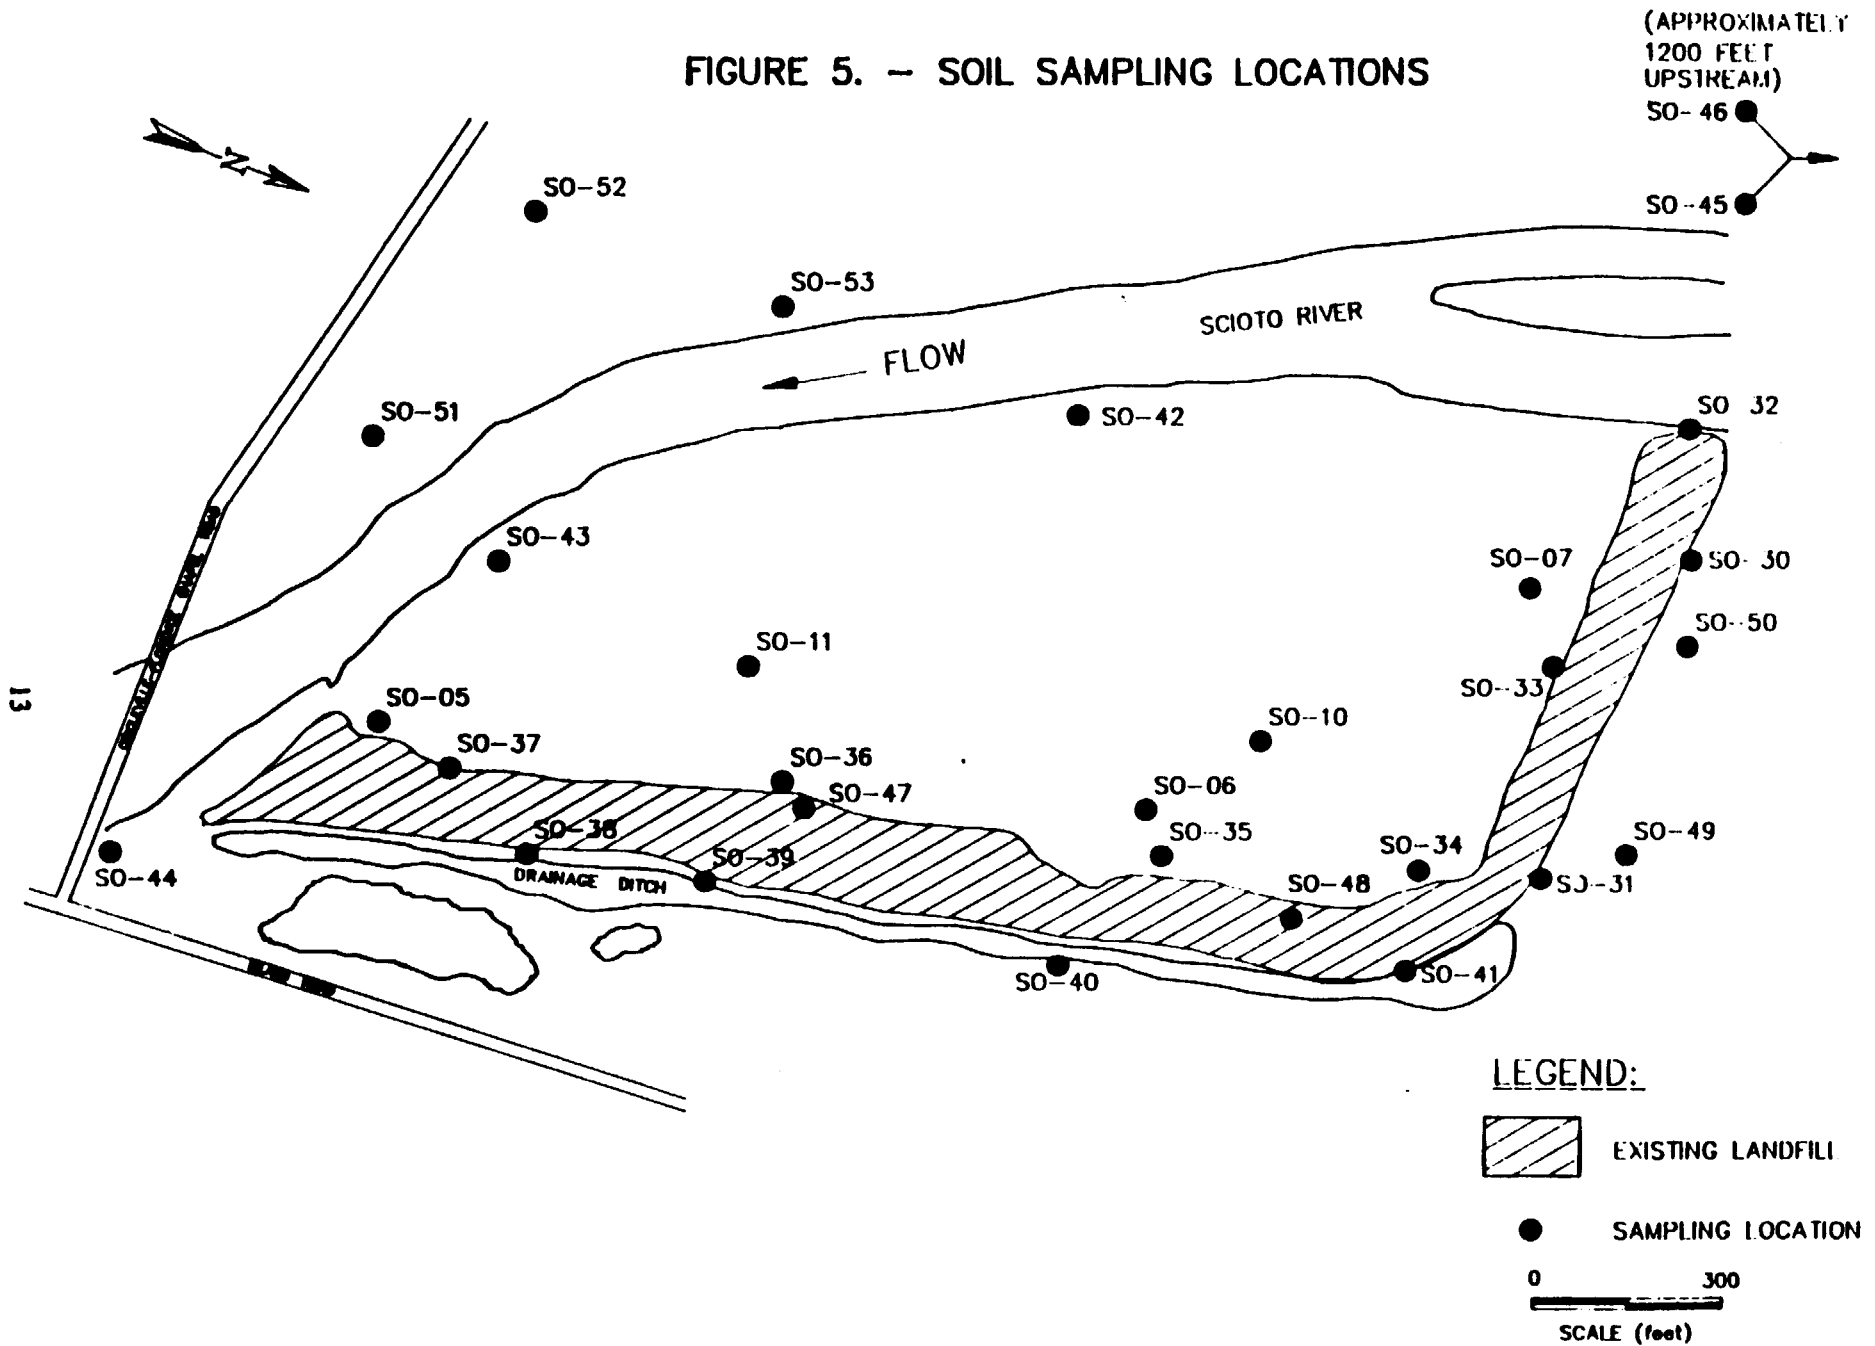 FIGURE 5. - SOIL SAMPLING LOCATIONS
(APPROXIMATELY
1200 FEET
UPSTREAM)
SO-46
SO-45
N
SO-52
SO-53
SCIOTO RIVER
FLOW
SO-51
SO-42
SO 32
SO-43
SO-07
SO-30
SO-50
SO-11
SO-33
13
SO-05
SO-10
SO-37
SO-36
SO-47
SO-06
SO-38
SO-39
SO-35
SO-34
SO-49
DRAINAGE DITCH
SO-44
SO-48
SO-31
SO-40
SO-41
LEGEND:
EXISTING LANDFILL
SAMPLING LOCATION
0 300
SCALE (feet)